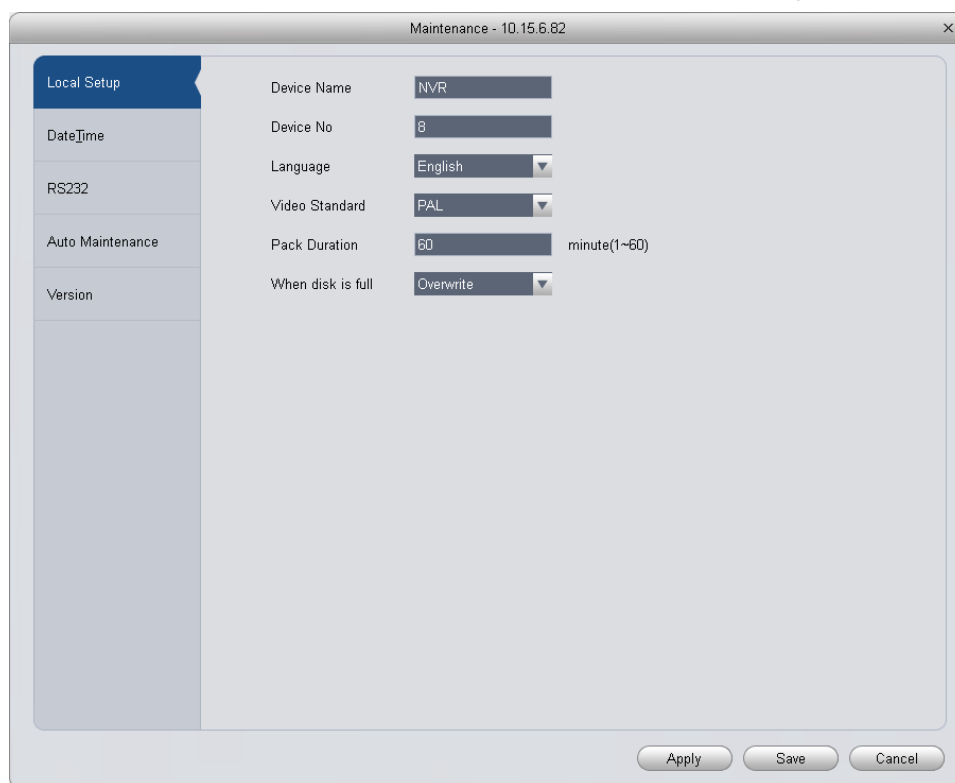 Maintenance - 10.15.6.82
Local Setup
DateTime
RS232
Auto Maintenance
Version
Device Name NVR
Device No 8
Language English
Video Standard PAL
Pack Duration 60 minute(1~60)
When disk is full Overwrite
Apply Save Cancel